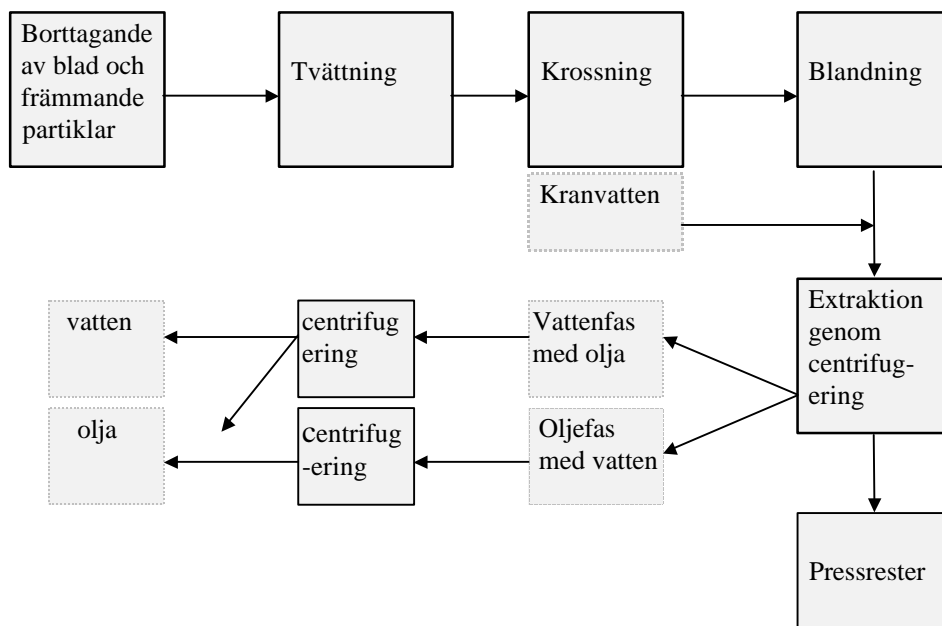 Borttagande
av blad och
främmande
partiklar
Tvättning
Krossning
Blandning
Kranvatten
Extraktion
genom
centrifug-
ering
vatten
centrifug
ering
Vattenfas
med olja
olja
Centrifug
-ering
Oljefas
med vatten
Pressrester